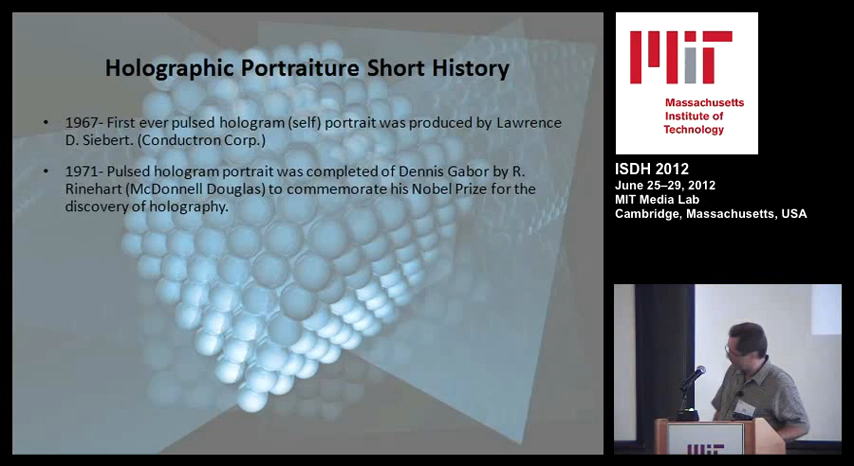 Holographic Portraiture Short History
• 1967- First ever pulsed hologram (self) portrait was produced by Lawrence
D. Siebert. (Conductron Corp.)
• 1971- Pulsed hologram portrait was completed of Dennis Gabor by R.
Rinehart (McDonnell Douglas) to commemorate his Nobel Prize for the
discovery of holography.
MIT
Massachusetts
Institute of
Technology
ISDH 2012
June 25–29, 2012
MIT Media Lab
Cambridge, Massachusetts, USA
MIT